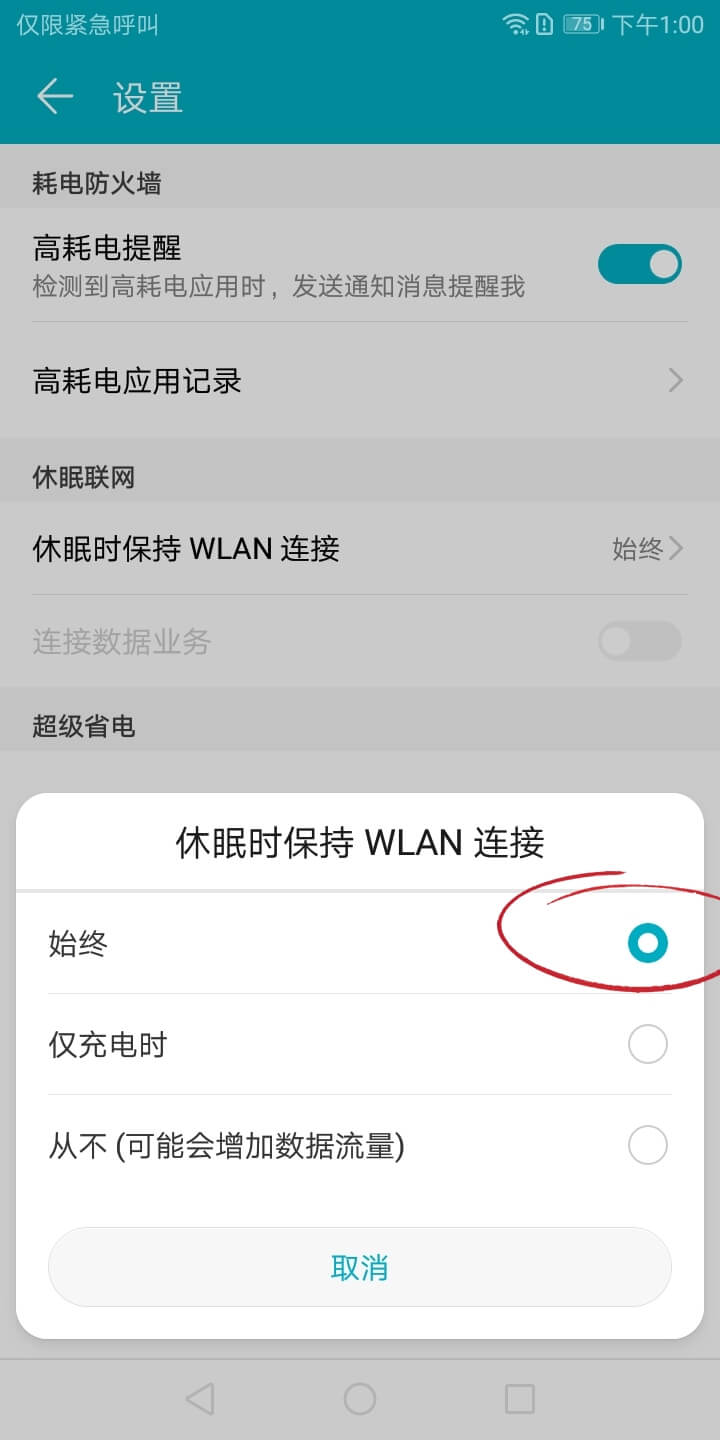 仅限紧急呼叫
75 下午1:00
设置
耗电防火墙
高耗电提醒
检测到高耗电应用时，发送通知消息提醒我
高耗电应用记录
休眠联网
休眠时保持 WLAN 连接 始终
连接数据业务
超级省电
休眠时保持 WLAN 连接
始终
仅充电时
从不 (可能会增加数据流量)
取消